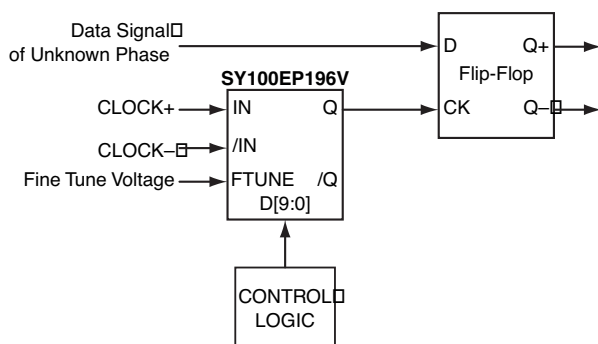 Data Signal
of Unknown Phase
D
Q+
Flip-Flop
CK
Q–
SY100EP196V
CLOCK+
IN
Q
CLOCK–
/IN
Fine Tune Voltage
FTUNE
/Q
D[9:0]
CONTROL
LOGIC